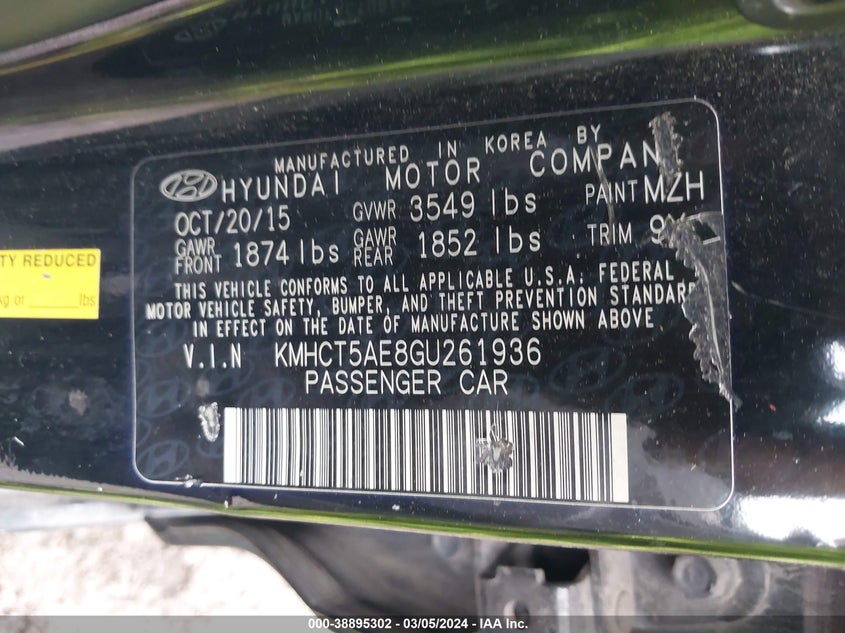 MANUFACTURED IN KOREA BY
HYUNDAI MOTOR COMPAN
OCT/20/15 GVWR 3549 lbs PAINT MZH
GAWR FRONT 1874 lbs GAWR REAR 1852 lbs TRIM
THIS VEHICLE CONFORMS TO ALL APPLICABLE U.S.A. FEDERAL
MOTOR VEHICLE SAFETY, BUMPER, AND THEFT PREVENTION STANDARD
IN EFFECT ON THE DATE OF MANUFACTURE SHOWN ABOVE
V.I.N KMHCT5AE8GU261936
PASSENGER CAR
TY REDUCED
kg or ____lbs
000-38895302 - 03/05/2024 - IAA Inc.